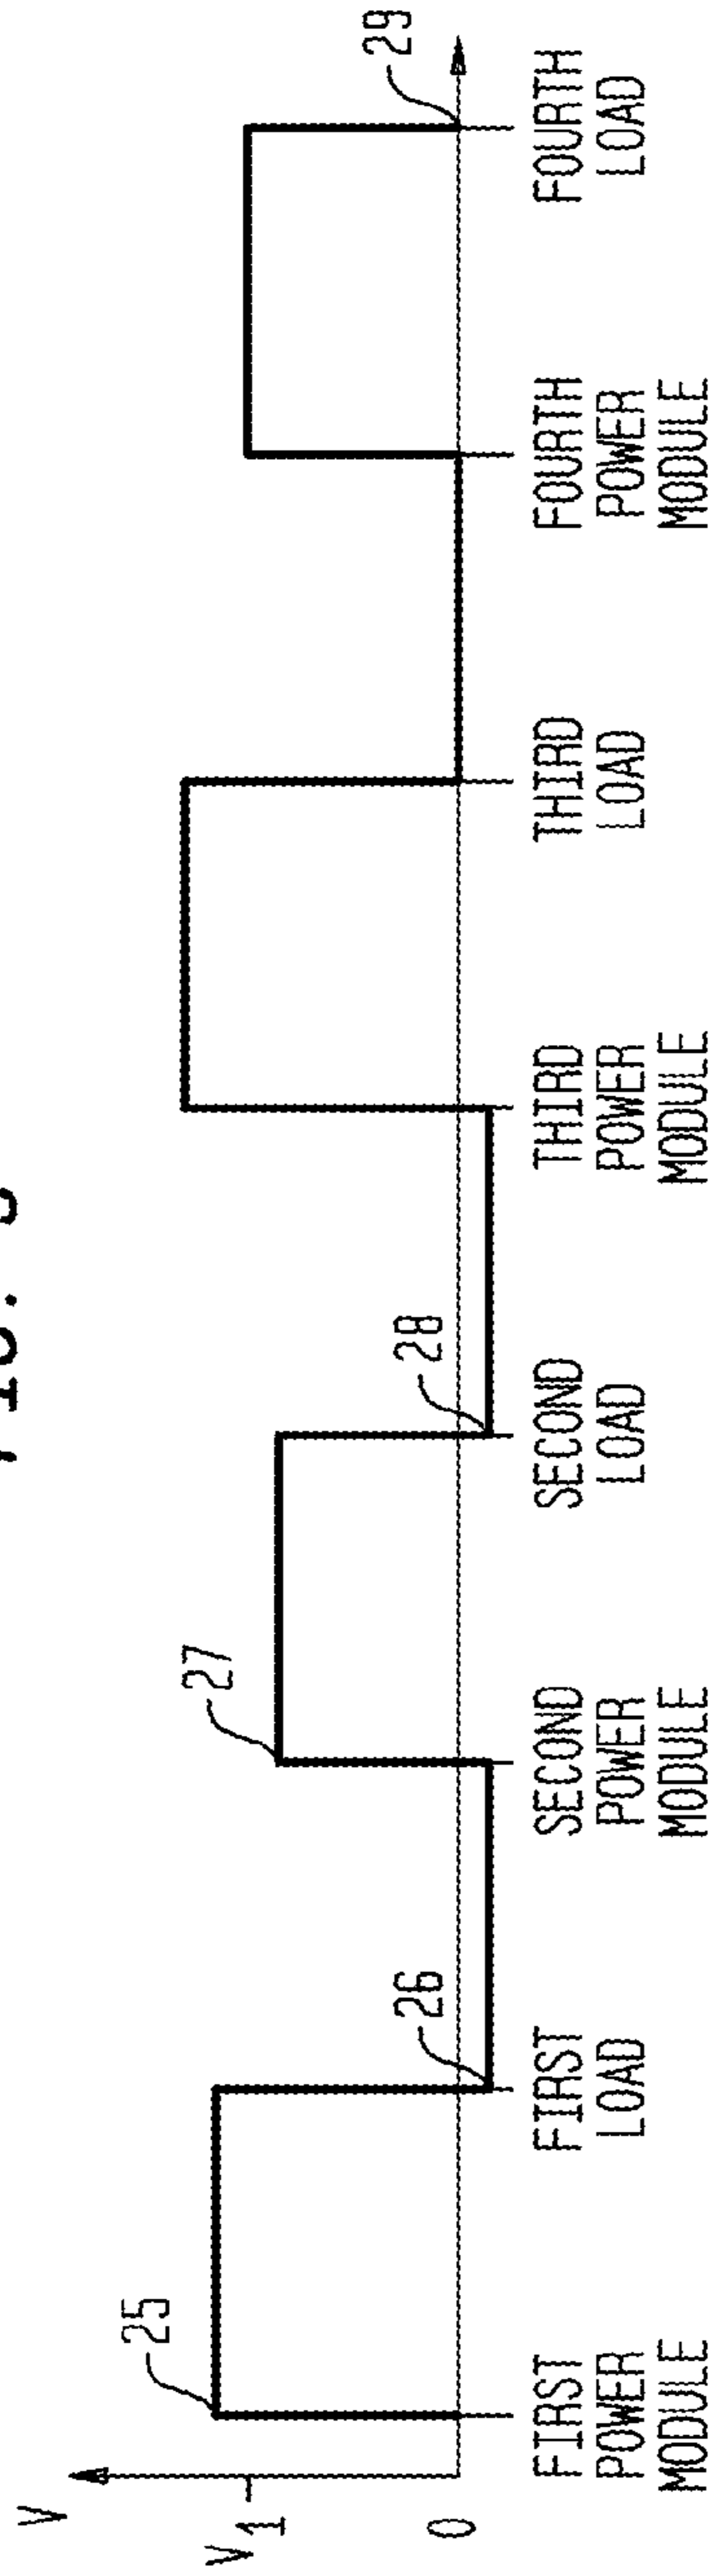 V
V1
0
25
26
27
28
29
FIRST
POWER
MODULE
FIRST
LOAD
SECOND
POWER
MODULE
SECOND
LOAD
THIRD
POWER
MODULE
THIRD
LOAD
FOURTH
POWER
MODULE
FOURTH
LOAD